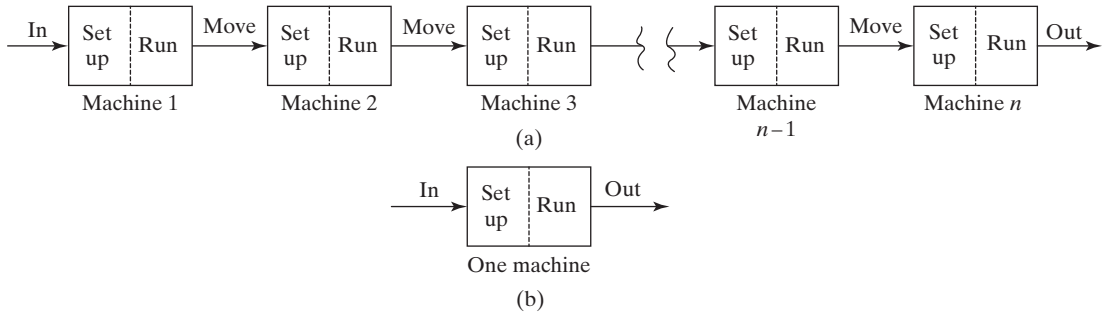 In Set up Run Move Set up Run Move Set up Run Set up Run Move Set up Run Out
Machine 1 Machine 2 Machine 3 Machine n–1 Machine n
(a)
In Set up Run Out
One machine
(b)